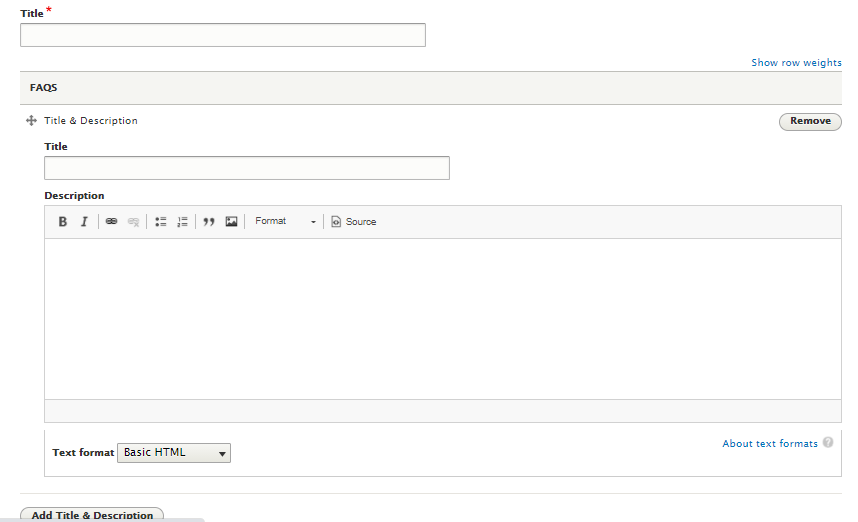 Title *
Show row weights
FAQS
Title & Description
Remove
Title
Description
B I Format Source
Text format Basic HTML
About text formats ?
Add Title & Description